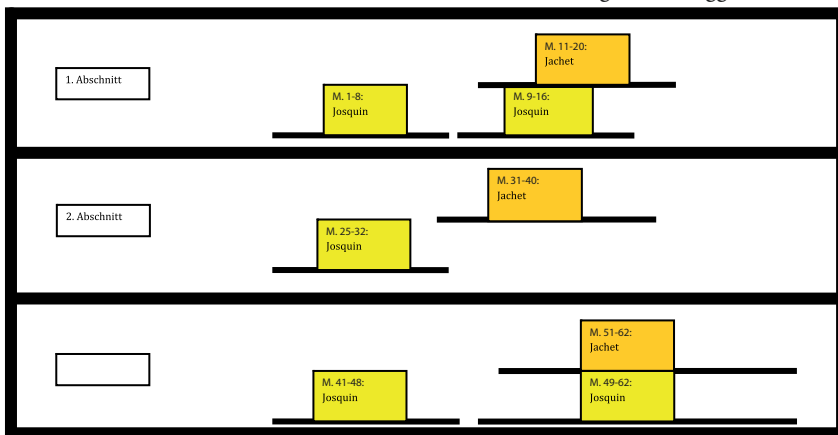 1. Abschnitt
M. 1-8:
Josquin
M. 11-20:
Jachet
M. 9-16:
Josquin
2. Abschnitt
M. 25-32:
Josquin
M. 31-40:
Jachet
M. 41-48:
Josquin
M. 51-62:
Jachet
M. 49-62:
Josquin